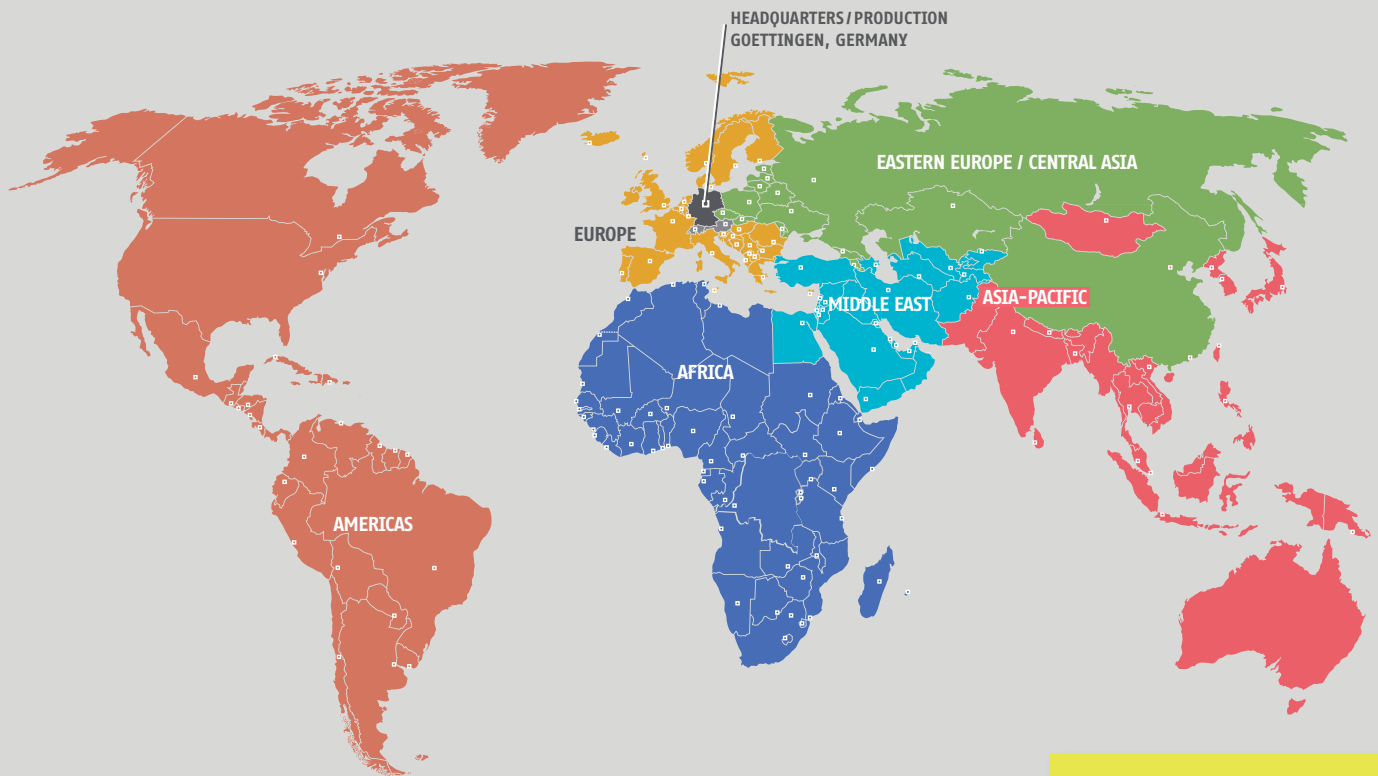 HEADQUARTERS/PRODUCTION
GOETTINGEN, GERMANY
EASTERN EUROPE / CENTRAL ASIA
EUROPE
MIDDLE EAST
ASIA-PACIFIC
AFRICA
AMERICAS